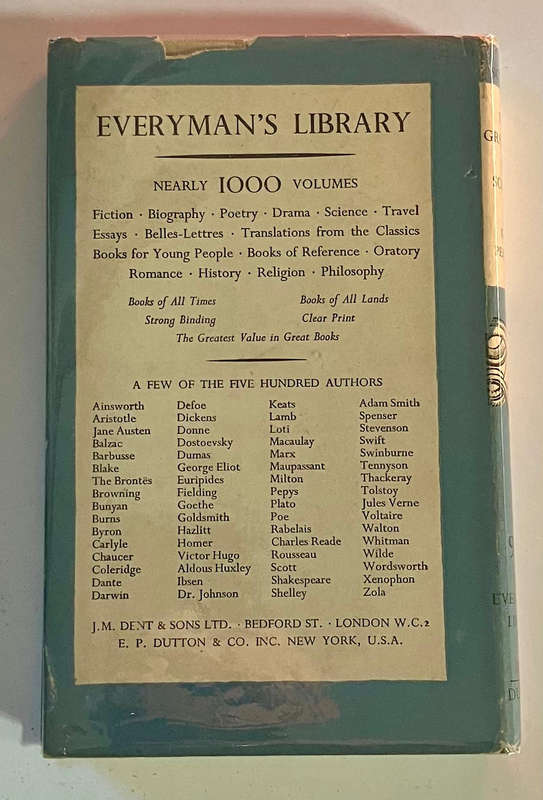 EVERYMAN'S LIBRARY
NEARLY 1000 VOLUMES
Fiction · Biography · Poetry · Drama · Science · Travel
Essays · Belles-Lettres · Translations from the Classics
Books for Young People · Books of Reference · Oratory
Romance · History · Religion · Philosophy
Books of All Times Books of All Lands
Strong Binding Clear Print
The Greatest Value in Great Books
A FEW OF THE FIVE HUNDRED AUTHORS
Ainsworth
Aristotle
Jane Austen
Balzac
Barbusse
Blake
The Brontës
Browning
Bunyan
Burns
Byron
Carlyle
Chaucer
Coleridge
Dante
Darwin
Defoe
Dickens
Donne
Dostoevsky
Dumas
George Eliot
Euripides
Fielding
Goethe
Goldsmith
Hazlitt
Homer
Victor Hugo
Aldous Huxley
Ibsen
Dr. Johnson
Keats
Lamb
Loti
Macaulay
Marx
Maupassant
Milton
Pepys
Plato
Poe
Rabelais
Charles Reade
Rousseau
Scott
Shakespeare
Shelley
Adam Smith
Spenser
Stevenson
Swift
Swinburne
Tennyson
Thackeray
Tolstoy
Jules Verne
Voltaire
Walton
Whitman
Wilde
Wordsworth
Xenophon
Zola
J.M. DENT & SONS LTD. · BEDFORD ST. · LONDON W.C.2
E. P. DUTTON & CO. INC. NEW YORK, U.S.A.